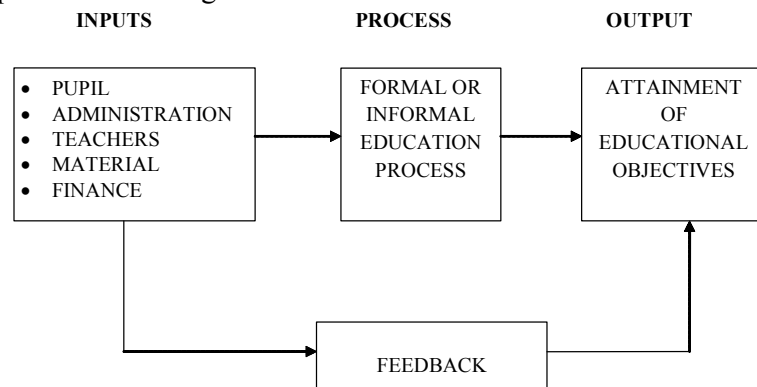 INPUTS PROCESS OUTPUT
• PUPIL
• ADMINISTRATION
• TEACHERS
• MATERIAL
• FINANCE
FORMAL OR
INFORMAL
EDUCATION
PROCESS
ATTAINMENT
OF
EDUCATIONAL
OBJECTIVES
FEEDBACK